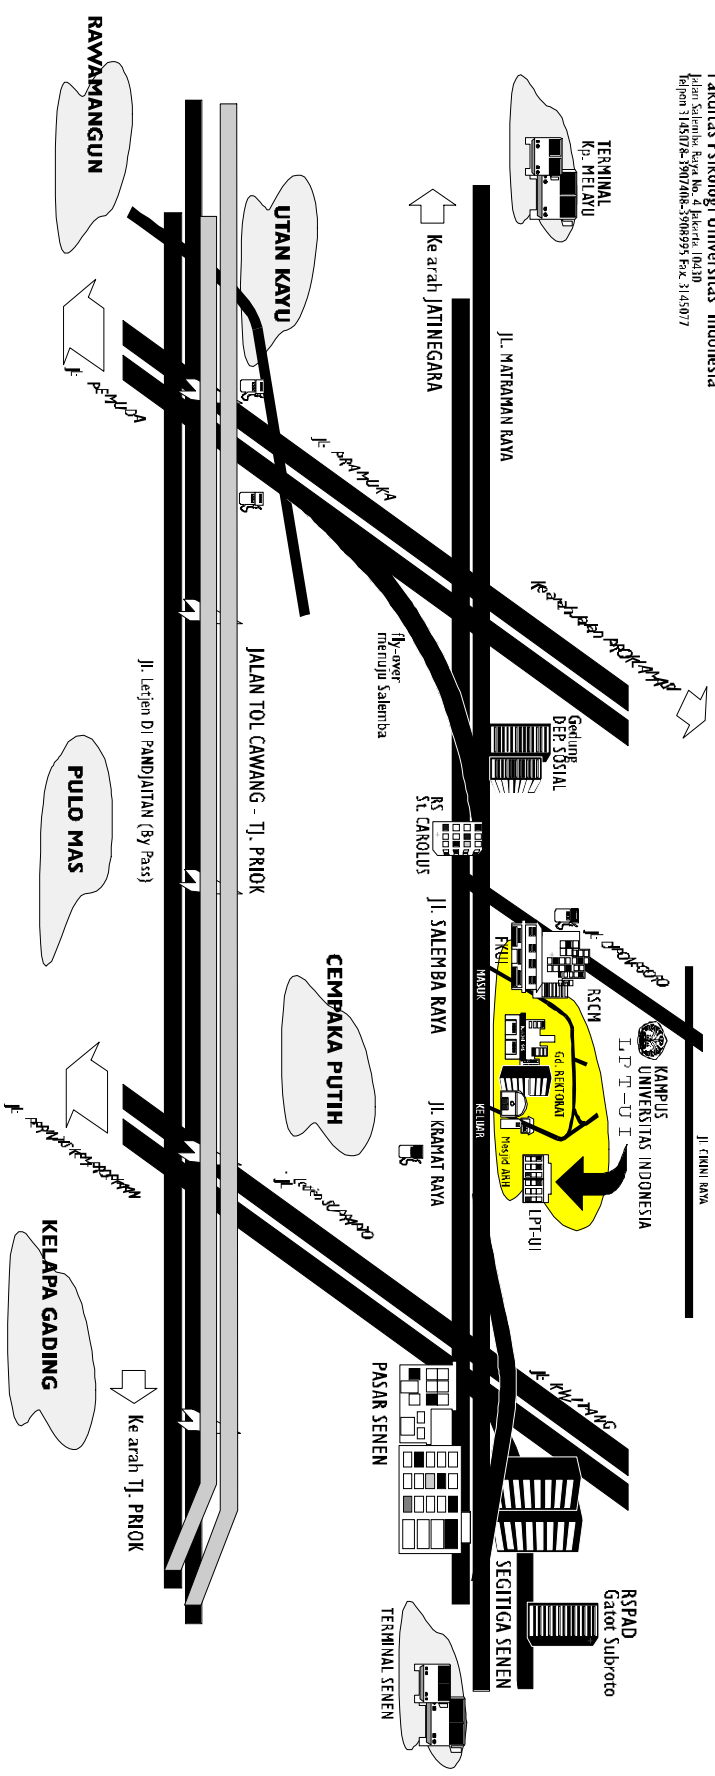 Fakultas Psikologi Universitas Indonesia
Jalan Salemba Raya No. 4 Jakarta 10430
Telpon 3145078-3907408-3908995 Fax. 3145077
TERMINAL
Kp. MELAYU
RAWAMANGUN
UTAN KAYU
Ke arah JATINEGARA
JL. MATRAMAN RAYA
Jl. PEMUDA
Jl. PRAMUKA
Ke arah Jalan PROKLAMASI
fly-over
menuju Salemba
Gedung
DEP. SOSIAL
JALAN TOL CAWANG - TJ. PRIOK
Jl. Letjen DI PANDJAITAN (By Pass)
PULO MAS
RS
St. CAROLUS
Jl. SALEMBA RAYA
Jl. DIPONEGORO
FKUI
RSCM
MASUK
KELUAR
Gd. REKTORAT
Mesjid ARH
LPT-UI
KAMPUS
UNIVERSITAS INDONESIA
LPT-UI
Jl. CIKINI RAYA
CEMPAKA PUTIH
Jl. KRAMAT RAYA
KELAPA GADING
Ke arah TJ. PRIOK
Jl. KWITANG
PASAR SENEN
SEGITIGA SENEN
RSPAD
Gatot Subroto
TERMINAL SENEN